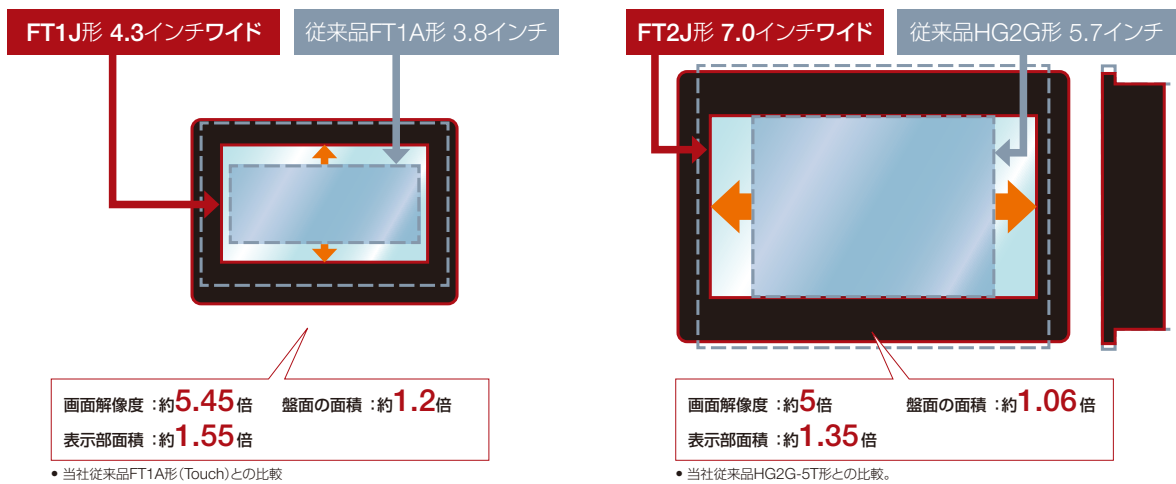 FT1J形 4.3インチワイド
従来品FT1A形 3.8インチ
画面解像度：約5.45倍 盤面の面積：約1.2倍
表示部面積：約1.55倍
• 当社従来品FT1A形（Touch）との比較
FT2J形 7.0インチワイド
従来品HG2G形 5.7インチ
画面解像度：約5倍 盤面の面積：約1.06倍
表示部面積：約1.35倍
• 当社従来品HG2G-5T形との比較。